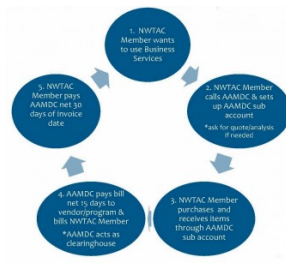 1. NWTAC
Member wants
to use Business
Services
2. NWTAC Member
calls AAMDC & sets
up AAMDC sub
account
*ask for quote/analysis
if needed
3. NWTAC Member
purchases and
receives items
through AAMDC
sub account
4. AAMDC pays bill
net 15 days to
vendor/program &
bills NWTAC Member
*AAMDC acts as
clearinghouse
5. NWTAC
Member pays
AAMDC net 30
days of invoice
date